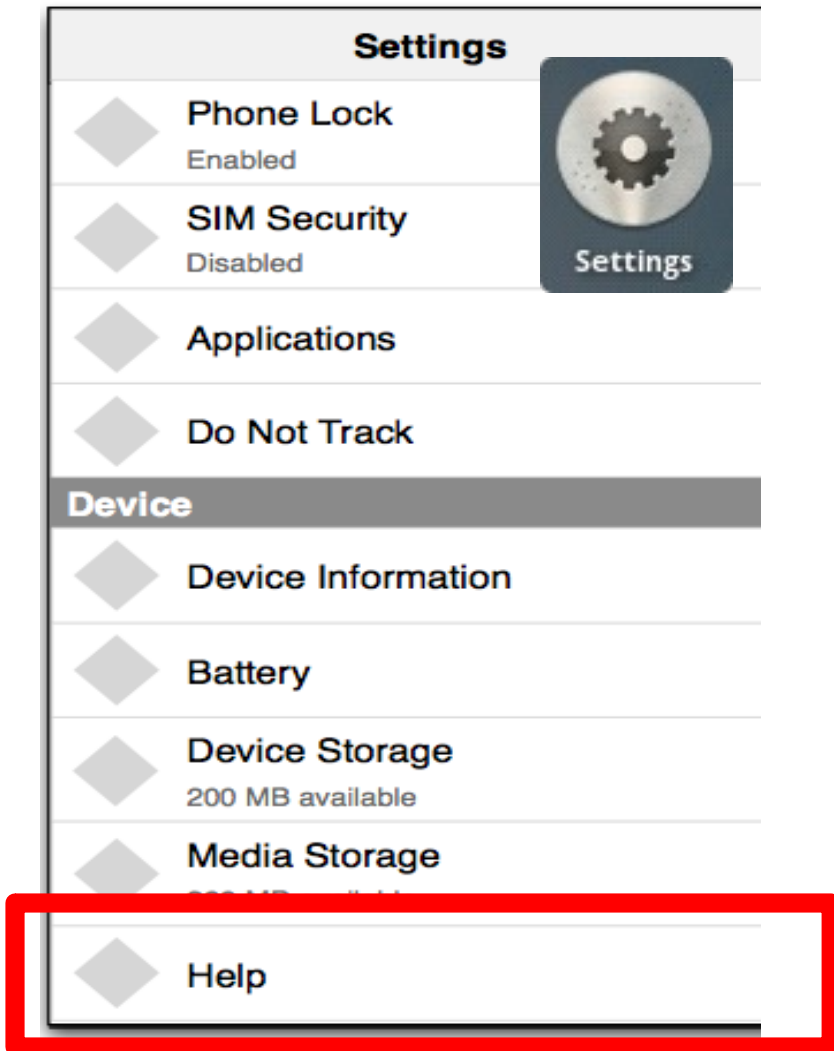 Settings
Phone Lock
Enabled
SIM Security
Disabled
Settings
Applications
Do Not Track
Device
Device Information
Battery
Device Storage
200 MB available
Media Storage
Help